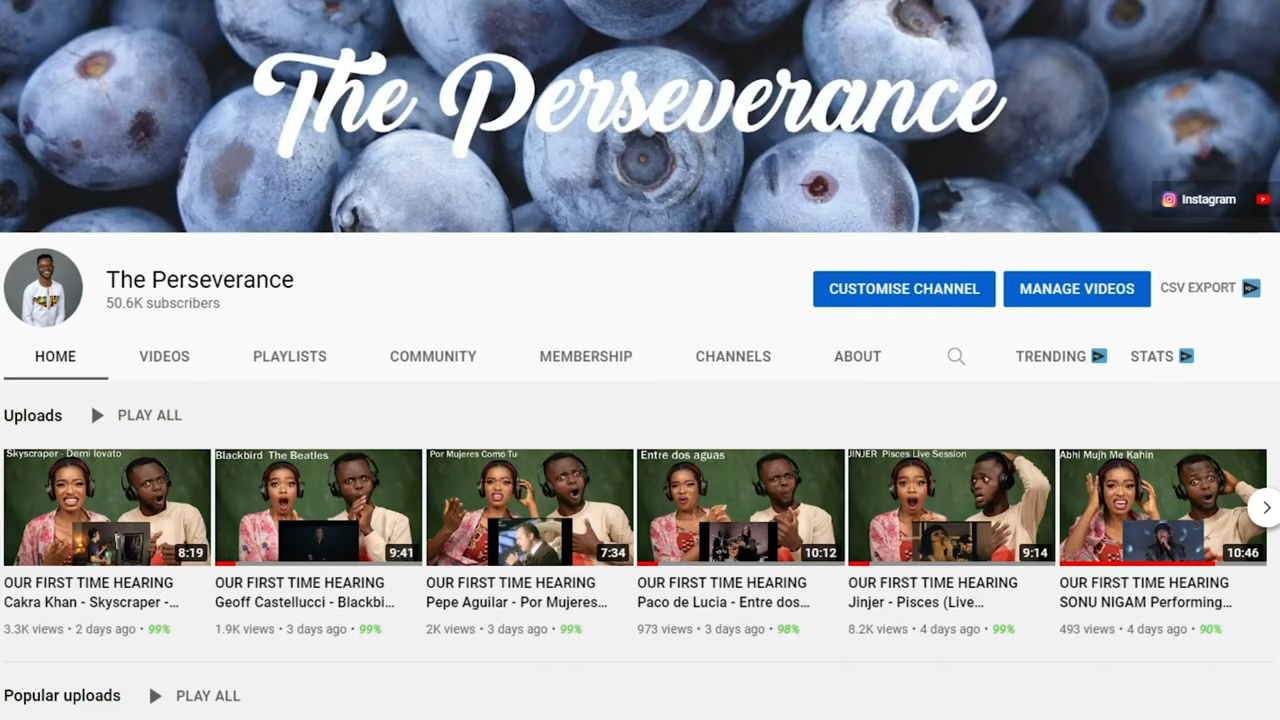 The Perseverance
Instagram
The Perseverance
50.6K subscribers
CUSTOMISE CHANNEL
MANAGE VIDEOS
CSV EXPORT
HOME
VIDEOS
PLAYLISTS
COMMUNITY
MEMBERSHIP
CHANNELS
ABOUT
TRENDING
STATS
Uploads
PLAY ALL
Skyscraper - Demi lovato
8:19
OUR FIRST TIME HEARING
Cakra Khan - Skyscraper -...
3.3K views • 2 days ago • 99%
Blackbird The Beatles
9:41
OUR FIRST TIME HEARING
Geoff Castellucci - Blackbi...
1.9K views • 3 days ago • 99%
Por Mujeres Como Tu
7:34
OUR FIRST TIME HEARING
Pepe Aguilar - Por Mujeres...
2K views • 3 days ago • 99%
Entre dos aguas
10:12
OUR FIRST TIME HEARING
Paco de Lucia - Entre dos...
973 views • 3 days ago • 98%
JINJER Pisces Live Session
9:14
OUR FIRST TIME HEARING
Jinjer - Pisces (Live...
8.2K views • 4 days ago • 99%
Abhi Mujh Me Kahin
10:46
OUR FIRST TIME HEARING
SONU NIGAM Performing...
493 views • 4 days ago • 90%
Popular uploads
PLAY ALL